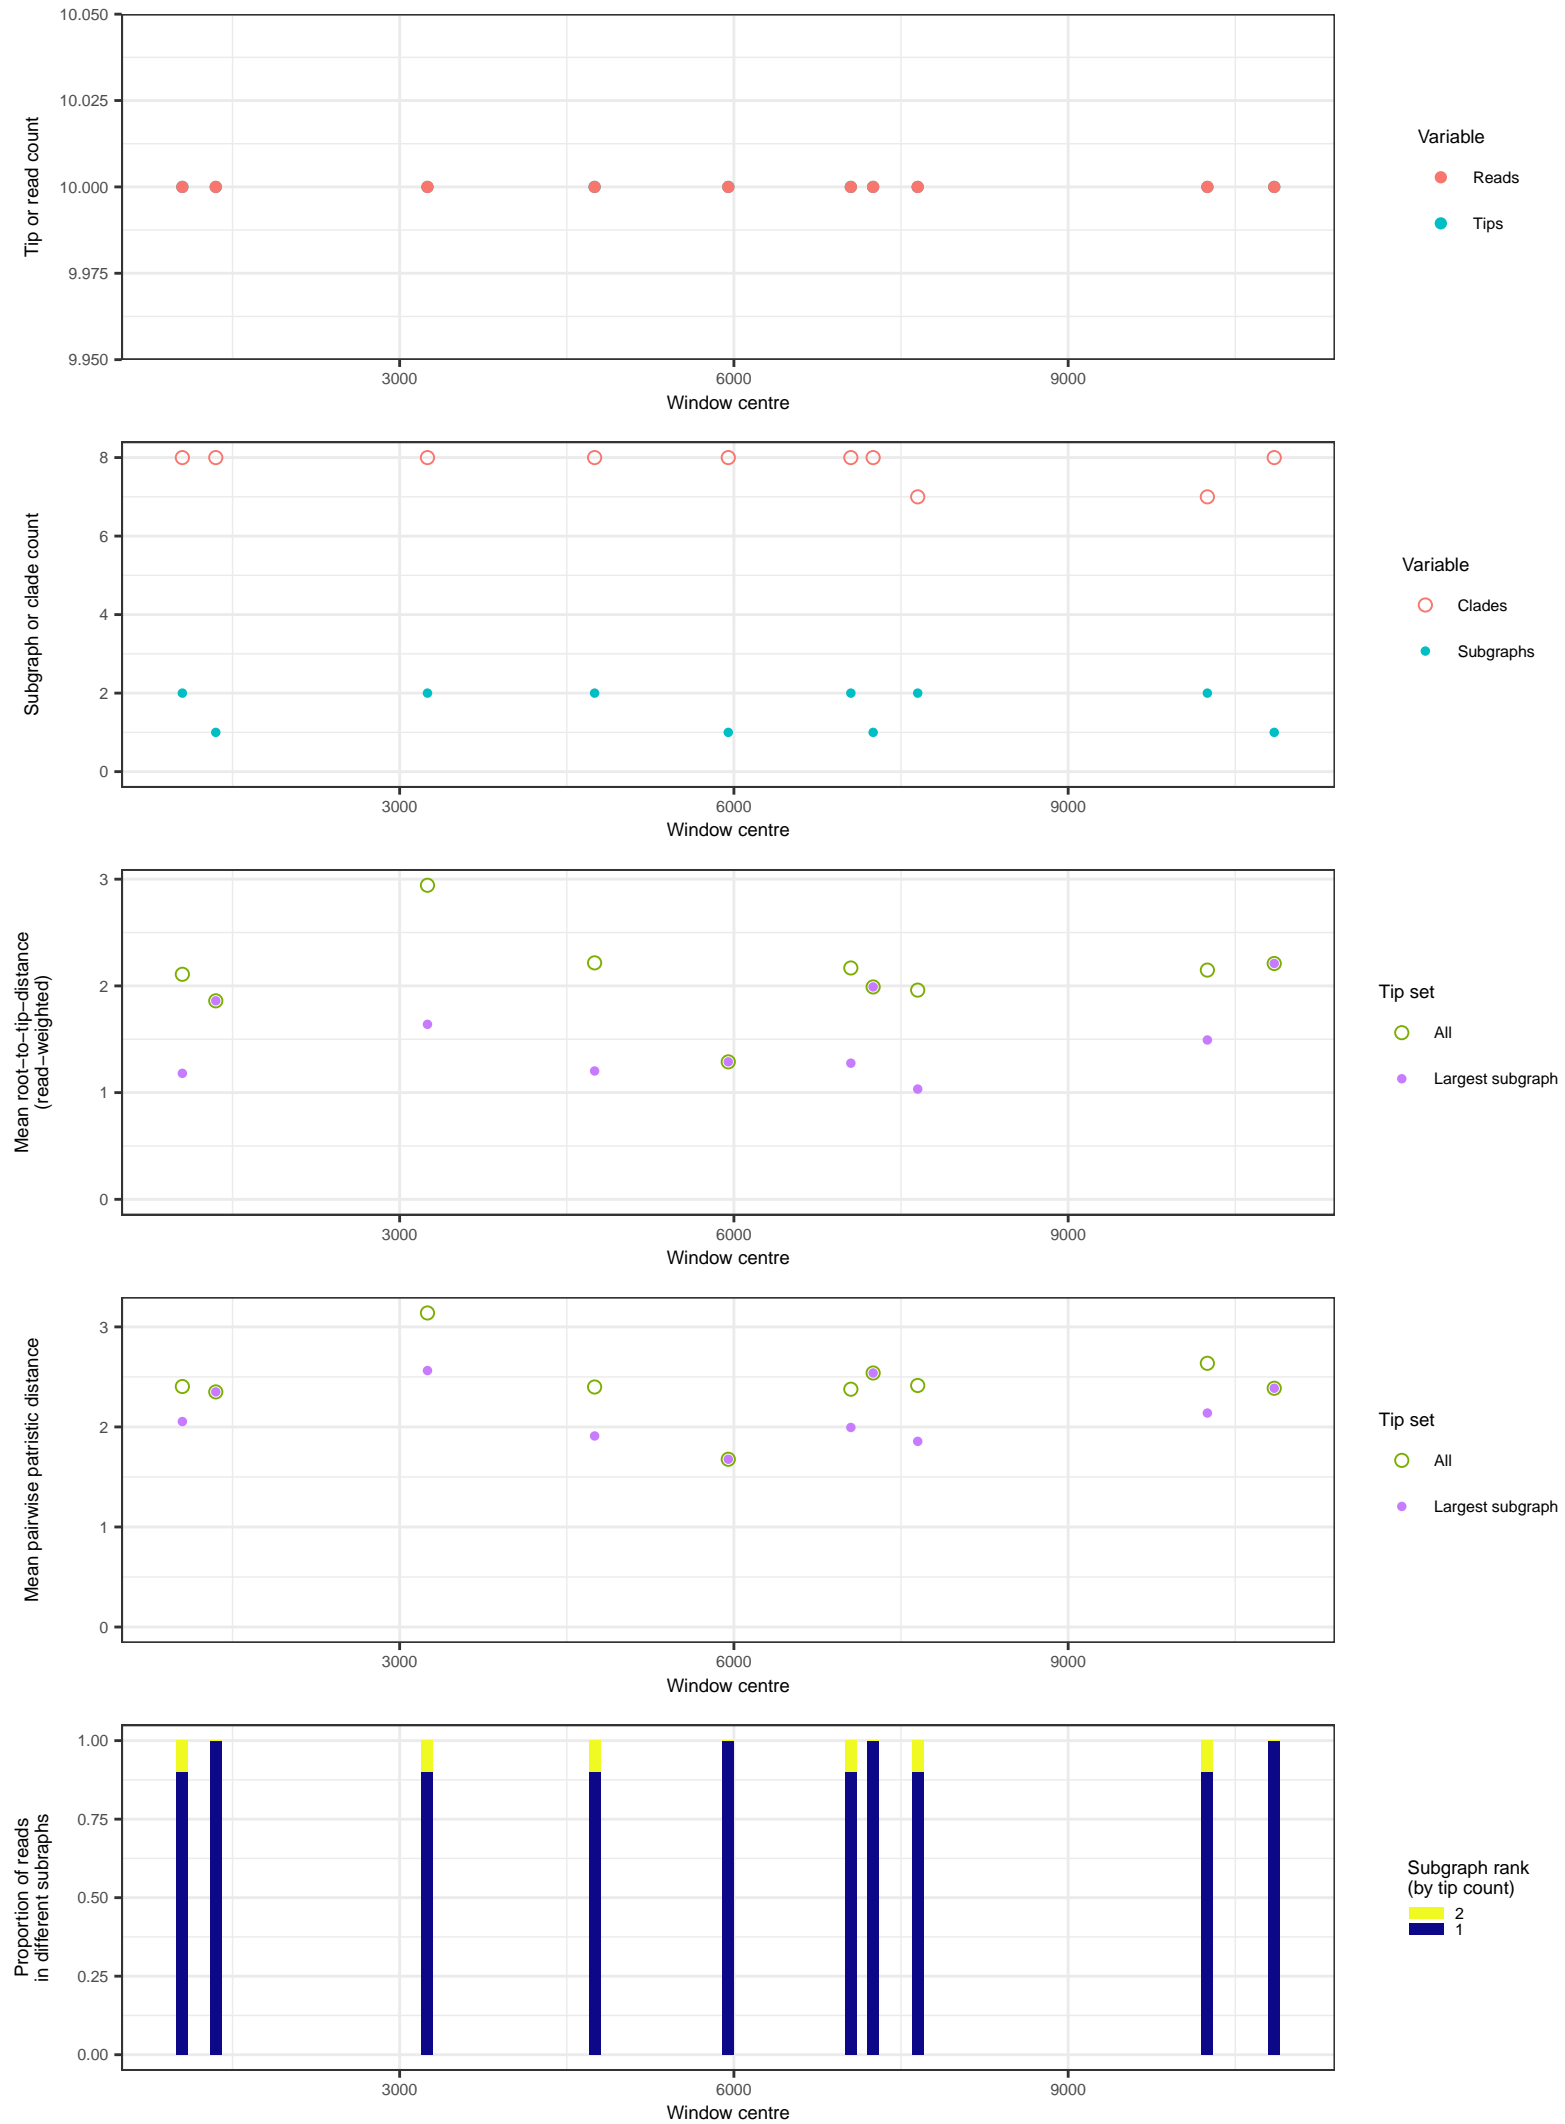 10.050
10.025
10.000
9.975
9.950
Tip or read count
3000
6000
9000
Window centre
Variable
Reads
Tips
8
6
4
2
0
Subgraph or clade count
3000
6000
9000
Window centre
Variable
Clades
Subgraphs
3
2
1
0
Mean root−to−tip−distance
(read−weighted)
3000
6000
9000
Window centre
Tip set
All
Largest subgraph
3
2
1
0
Mean pairwise patristic distance
3000
6000
9000
Window centre
Tip set
All
Largest subgraph
1.00
0.75
0.50
0.25
0.00
Proportion of reads
in different subraphs
3000
6000
9000
Window centre
Subgraph rank
(by tip count)
2
1